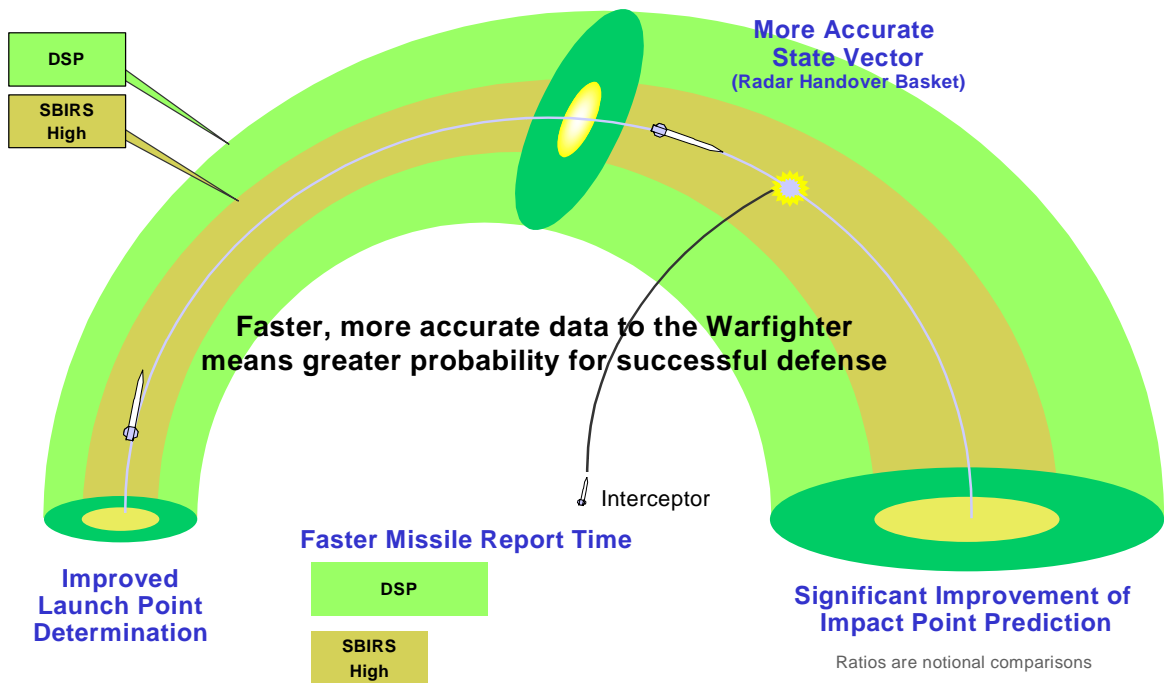 DSP
SBIRS
High
More Accurate
State Vector
(Radar Handover Basket)
Faster, more accurate data to the Warfighter
means greater probability for successful defense
Interceptor
Faster Missile Report Time
DSP
SBIRS
High
Improved
Launch Point
Determination
Significant Improvement of
Impact Point Prediction
Ratios are notional comparisons